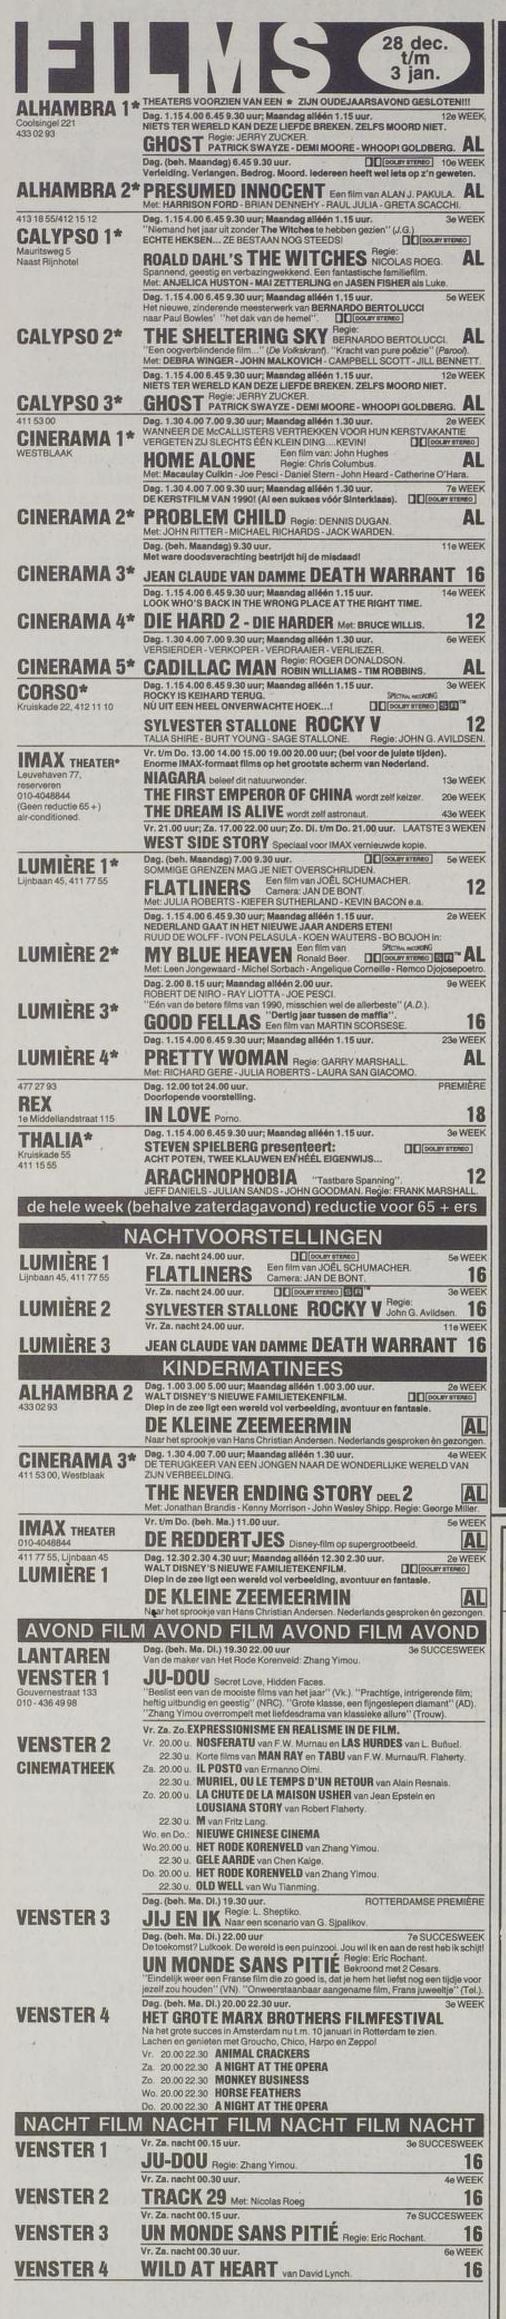 FILMS
28 dec.
t/m
3 jan.
THEATERS VOORZIEN VAN EEN * ZIJN OUDEJAARSAVOND GESLOTEN!!!
ALHAMBRA 1*
Coolsingel 221
433 02 93
Dag. 1.15 4.00 6.45 9.30 uur; Maandag alléén 1.15 uur. 12e WEEK
NIETS TER WERELD KAN DEZE LIEFDE BREKEN. ZELFS MOORD NIET.
GHOST Regie: JERRY ZUCKER. PATRICK SWAYZE - DEMI MOORE - WHOOPI GOLDBERG. AL
Dag. (beh. Maandag) 6.45 9.30 uur. DOLBY STEREO 10e WEEK
Verleiding. Verlangen. Bedrog. Moord. Iedereen heeft wel iets op z'n geweten.
ALHAMBRA 2* PRESUMED INNOCENT Een film van ALAN J. PAKULA. AL
Met: HARRISON FORD - BRIAN DENNEHY - RAUL JULIA - GRETA SCACCHI.
413 18 55/412 15 12
CALYPSO 1*
Mauritsweg 5
Naast Rijnhotel
Dag. 1.15 4.00 6.45 9.30 uur; Maandag alléén 1.15 uur. 3e WEEK
"Niemand het jaar uit zonder The Witches te hebben gezien" (J.G.)
ECHTE HEKSEN... ZE BESTAAN NOG STEEDS! DOLBY STEREO
ROALD DAHL'S THE WITCHES Regie: NICOLAS ROEG. AL
Spannend, geestig en verbazingwekkend. Een fantastische familiefilm.
Met: ANJELICA HUSTON - MAI ZETTERLING en JASEN FISHER als Luke.
Dag. 1.15 4.00 6.45 9.30 uur; Maandag alléén 1.15 uur. 5e WEEK
Het nieuwe, zinderende meesterwerk van BERNARDO BERTOLUCCI
naar Paul Bowles' "het dak van de hemel". DOLBY STEREO
CALYPSO 2* THE SHELTERING SKY Regie: BERNARDO BERTOLUCCI. AL
"Een oogverblindende film..." (De Volkskrant). "Kracht van pure poëzie" (Parool).
Met: DEBRA WINGER - JOHN MALKOVICH - CAMPBELL SCOTT - JILL BENNETT.
Dag. 1.15 4.00 6.45 9.30 uur; Maandag alléén 1.15 uur. 12e WEEK
NIETS TER WERELD KAN DEZE LIEFDE BREKEN. ZELFS MOORD NIET.
CALYPSO 3* GHOST Regie: JERRY ZUCKER. PATRICK SWAYZE - DEMI MOORE - WHOOPI GOLDBERG. AL
411 53 00
CINERAMA 1*
WESTBLAAK
Dag. 1.30 4.00 7.00 9.30 uur; Maandag alléén 1.30 uur. 2e WEEK
WANNEER DE McCALLISTERS VERTREKKEN VOOR HUN KERSTVAKANTIE
VERGETEN ZIJ SLECHTS ÉÉN KLEIN DING....KEVIN! DOLBY STEREO
HOME ALONE Een film van: John Hughes Regie: Chris Columbus. AL
Met: Macaulay Culkin - Joe Pesci - Daniel Stern - John Heard - Catherine O'Hara.
Dag. 1.30 4.00 7.00 9.30 uur; Maandag alléén 1.30 uur. 7e WEEK
DE KERSTFILM VAN 1990! (Al een sukses vóór Sinterklaas). DOLBY STEREO
CINERAMA 2* PROBLEM CHILD Regie: DENNIS DUGAN. AL
Met: JOHN RITTER - MICHAEL RICHARDS - JACK WARDEN.
Dag. (beh. Maandag) 9.30 uur. 11e WEEK
Met ware doodsverachting bestrijdt hij de misdaad!
CINERAMA 3* JEAN CLAUDE VAN DAMME DEATH WARRANT 16
Dag. 1.15 4.00 6.45 9.30 uur; Maandag alléén 1.15 uur. 14e WEEK
LOOK WHO'S BACK IN THE WRONG PLACE AT THE RIGHT TIME.
CINERAMA 4* DIE HARD 2 - DIE HARDER Met: BRUCE WILLIS. 12
Dag. 1.30 4.00 7.00 9.30 uur; Maandag alléén 1.30 uur. 6e WEEK
VERSIERDER - VERKOPER - VERDRAAIER - VERLIEZER.
CINERAMA 5* CADILLAC MAN Regie: ROGER DONALDSON. ROBIN WILLIAMS - TIM ROBBINS. AL
CORSO*
Kruiskade 22, 412 11 10
Dag. 1.15 4.00 6.45 9.30 uur; Maandag alléén 1.15 uur. 3e WEEK
ROCKY IS KEIHARD TERUG. SPECTRAL RECORDING
NÚ UIT EEN HEEL ONVERWACHTE HOEK...! DOLBY STEREO SR
SYLVESTER STALLONE ROCKY V 12
TALIA SHIRE - BURT YOUNG - SAGE STALLONE. Regie: JOHN G. AVILDSEN.
IMAX THEATER*
Leuvehaven 77,
reserveren
010-4048844
(Geen reductie 65 +)
air-conditioned.
Vr. t/m Do. 13.00 14.00 15.00 19.00 20.00 uur; (bel voor de juiste tijden).
Enorme IMAX-formaat films op het grootste scherm van Nederland.
NIAGARA beleef dit natuurwonder. 13e WEEK
THE FIRST EMPEROR OF CHINA wordt zelf keizer. 20e WEEK
THE DREAM IS ALIVE wordt zelf astronaut. 43e WEEK
Vr. 21.00 uur; Za. 17.00 22.00 uur; Zo. Di. t/m Do. 21.00 uur. LAATSTE 3 WEKEN
WEST SIDE STORY Speciaal voor IMAX vernieuwde kopie.
LUMIÈRE 1*
Lijnbaan 45, 411 77 55
Dag. (beh. Maandag) 7.00 9.30 uur. DOLBY STEREO 5e WEEK
SOMMIGE GRENZEN MAG JE NIET OVERSCHRIJDEN.
FLATLINERS Een film van JOËL SCHUMACHER. Camera: JAN DE BONT. 12
Met: JULIA ROBERTS - KIEFER SUTHERLAND - KEVIN BACON e.a.
Dag. 1.15 4.00 6.45 9.30 uur; Maandag alléén 1.15 uur. 2e WEEK
NEDERLAND GAAT IN HET NIEUWE JAAR ANDERS ETEN!
RUUD DE WOLFF - IVON PELASULA - KOEN WAUTERS - BO BOJOH in:
LUMIÈRE 2* MY BLUE HEAVEN Een film van Ronald Beer. SPECTRAL RECORDING DOLBY STEREO SR AL
Met: Leen Jongewaard - Michel Sorbach - Angelique Corneille - Remco Djojosepoetro.
Dag. 2.00 8.15 uur; Maandag alléén 2.00 uur. 9e WEEK
ROBERT DE NIRO - RAY LIOTTA - JOE PESCI.
"Eén van de betere films van 1990, misschien wel de allerbeste" (A.D.).
LUMIÈRE 3* GOOD FELLAS "Dertig jaar tussen de maffia". Een film van MARTIN SCORSESE. 16
Dag. 1.15 4.00 6.45 9.30 uur; Maandag alléén 1.15 uur. 23e WEEK
LUMIÈRE 4* PRETTY WOMAN Regie: GARRY MARSHALL. AL
Met: RICHARD GERE - JULIA ROBERTS - LAURA SAN GIACOMO.
477 27 93
REX
1e Middellandstraat 115
Dag. 12.00 tot 24.00 uur. PREMIÈRE
Doorlopende voorstelling.
IN LOVE Porno. 18
THALIA*
Kruiskade 55
411 15 55
Dag. 1.15 4.00 6.45 9.30 uur; Maandag alléén 1.15 uur. 3e WEEK
STEVEN SPIELBERG presenteert: DOLBY STEREO
ACHT POTEN, TWEE KLAUWEN EN HÉÉL EIGENWIJS...
ARACHNOPHOBIA "Tastbare Spanning". 12
JEFF DANIELS - JULIAN SANDS - JOHN GOODMAN. Regie: FRANK MARSHALL.
de hele week (behalve zaterdagavond) reductie voor 65 + ers
NACHTVOORSTELLINGEN
LUMIÈRE 1
Lijnbaan 45, 411 77 55
Vr. Za. nacht 24.00 uur. DOLBY STEREO 5e WEEK
FLATLINERS Een film van JOËL SCHUMACHER. Camera: JAN DE BONT. 16
Vr. Za. nacht 24.00 uur. DOLBY STEREO SR 3e WEEK
LUMIÈRE 2 SYLVESTER STALLONE ROCKY V Regie: John G. Avildsen. 16
Vr. Za. nacht 24.00 uur. 11e WEEK
LUMIÈRE 3 JEAN CLAUDE VAN DAMME DEATH WARRANT 16
KINDERMATINEES
ALHAMBRA 2
433 02 93
Dag. 1.00 3.00 5.00 uur; Maandag alléén 1.00 3.00 uur. 2e WEEK
WALT DISNEY'S NIEUWE FAMILIETEKENFILM. DOLBY STEREO
Diep in de zee ligt een wereld vol verbeelding, avontuur en fantasie.
DE KLEINE ZEEMEERMIN AL
Naar het sprookje van Hans Christian Andersen. Nederlands gesproken èn gezongen.
CINERAMA 3*
411 53 00, Westblaak
Dag. 1.30 4.00 7.00 uur; Maandag alléén 1.30 uur. 4e WEEK
DE TERUGKEER VAN EEN JONGEN NAAR DE WONDERLIJKE WERELD VAN
ZIJN VERBEELDING.
THE NEVER ENDING STORY DEEL 2 AL
Met: Jonathan Brandis - Kenny Morrison - John Wesley Shipp. Regie: George Miller.
IMAX THEATER
010-4048844
Vr. t/m Do. (beh. Ma.) 11.00 uur. 5e WEEK
DE REDDERTJES Disney-film op supergrootbeeld. AL
411 77 55, Lijnbaan 45
LUMIÈRE 1
Dag. 12.30 2.30 4.30 uur; Maandag alléén 12.30 2.30 uur. 2e WEEK
WALT DISNEY'S NIEUWE FAMILIETEKENFILM. DOLBY STEREO
Diep in de zee ligt een wereld vol verbeelding, avontuur en fantasie.
DE KLEINE ZEEMEERMIN AL
Naar het sprookje van Hans Christian Andersen. Nederlands gesproken èn gezongen.
AVOND FILM AVOND FILM AVOND FILM AVOND
LANTAREN
VENSTER 1
Gouvernestraat 133
010 - 436 49 98
Dag. (beh. Ma. Di.) 19.30 22.00 uur 3e SUCCESWEEK
Van de maker van Het Rode Korenveld: Zhang Yimou.
JU-DOU Secret Love, Hidden Faces.
"Beslist een van de mooiste films van het jaar" (Vk.). "Prachtige, intrigerende film;
heftig uitbundig en geestig" (NRC). "Grote klasse, een fijngeslepen diamant" (AD).
"Zhang Yimou overrompelt met liefdesdrama van klassieke allure" (Trouw).
VENSTER 2
CINEMATHEEK
Vr. Za. Zo. EXPRESSIONISME EN REALISME IN DE FILM.
Vr. 20.00 u. NOSFERATU van F.W. Murnau en LAS HURDES van L. Buñuel.
22.30 u. Korte films van MAN RAY en TABU van F.W. Murnau/R. Flaherty.
Za. 20.00 u. IL POSTO van Ermanno Olmi.
22.30 u. MURIEL, OU LE TEMPS D'UN RETOUR van Alain Resnais.
Zo. 20.00 u. LA CHUTE DE LA MAISON USHER van Jean Epstein en
LOUSIANA STORY van Robert Flaherty.
22.30 u. M van Fritz Lang.
Wo. en Do.: NIEUWE CHINESE CINEMA
Wo. 20.00 u. HET RODE KORENVELD van Zhang Yimou.
22.30 u. GELE AARDE van Chen Kaige.
Do. 20.00 u. HET RODE KORENVELD van Zhang Yimou.
22.30 u. OLD WELL van Wu Tianming.
Dag. (beh. Ma. Di.) 19.30 uur. ROTTERDAMSE PREMIÈRE
VENSTER 3 JIJ EN IK Regie: L. Sheptiko. Naar een scenario van G. Sjpalikov.
Dag. (beh. Ma. Di.) 22.00 uur 7e SUCCESWEEK
De toekomst? Lulkoek. De wereld is een puinzooi. Jou wil ik en aan de rest heb ik schijt!
UN MONDE SANS PITIÉ Regie: Eric Rochant. Bekroond met 2 Cesars.
"Eindelijk weer een Franse film die zo goed is, dat je hem het liefst nog een tijdje voor
jezelf zou houden" (VN). "Onweerstaanbaar aangename film, Frans juweeltje" (Tel.).
Dag. (beh. Ma. Di.) 20.00 22.30 uur. 3e WEEK
VENSTER 4 HET GROTE MARX BROTHERS FILMFESTIVAL
Na het grote succes in Amsterdam nu t.m. 10 januari in Rotterdam te zien.
Lachen en genieten met Groucho, Chico, Harpo en Zeppo!
Vr. 20.00 22.30 ANIMAL CRACKERS
Za. 20.00 22.30 A NIGHT AT THE OPERA
Zo. 20.00 22.30 MONKEY BUSINESS
Wo. 20.00 22.30 HORSE FEATHERS
Do. 20.00 22.30 A NIGHT AT THE OPERA
NACHT FILM NACHT FILM NACHT FILM NACHT
Vr. Za. nacht 00.15 uur. 3e SUCCESWEEK
VENSTER 1 JU-DOU Regie: Zhang Yimou. 16
Vr. Za. nacht 00.30 uur. 4e WEEK
VENSTER 2 TRACK 29 Met: Nicolas Roeg 16
Vr. Za. nacht 00.15 uur. 7e SUCCESWEEK
VENSTER 3 UN MONDE SANS PITIÉ Regie: Eric Rochant. 16
Vr. Za. nacht 00.30 uur. 6e WEEK
VENSTER 4 WILD AT HEART van David Lynch. 16